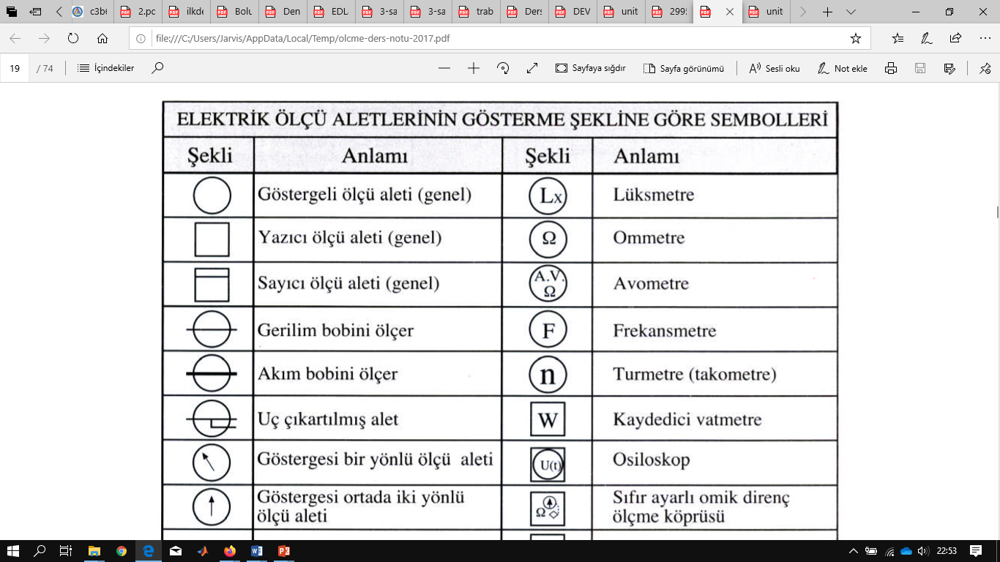 c3b6 2.pc ilkde Bolu Den EDL 3-sa 3-sa trab Ders DEV unit 299 unit
file:///C:/Users/Jarvis/AppData/Local/Temp/olcme-ders-notu-2017.pdf
19 / 74 İçindekiler Sayfaya sığdır Sayfa görünümü Sesli oku Not ekle
ELEKTRİK ÖLÇÜ ALETLERİNİN GÖSTERME ŞEKLİNE GÖRE SEMBOLLERİ
Şekli Anlamı Şekli Anlamı
Göstergeli ölçü aleti (genel) Lx Lüksmetre
Yazıcı ölçü aleti (genel) Ω Ommetre
Sayıcı ölçü aleti (genel) A.V. Ω Avometre
Gerilim bobini ölçer F Frekansmetre
Akım bobini ölçer n Turmetre (takometre)
Uç çıkartılmış alet W Kaydedici vatmetre
Göstergesi bir yönlü ölçü aleti U(t) Osiloskop
Göstergesi ortada iki yönlü
ölçü aleti Ω Sıfır ayarlı omik direnç
ölçme köprüsü
22:53